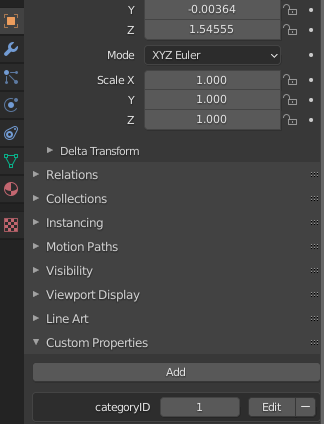 Y -0.00364
Z 1.54555
Mode XYZ Euler
Scale X 1.000
Y 1.000
Z 1.000
Delta Transform
Relations
Collections
Instancing
Motion Paths
Visibility
Viewport Display
Line Art
Custom Properties
Add
categoryID 1 Edit